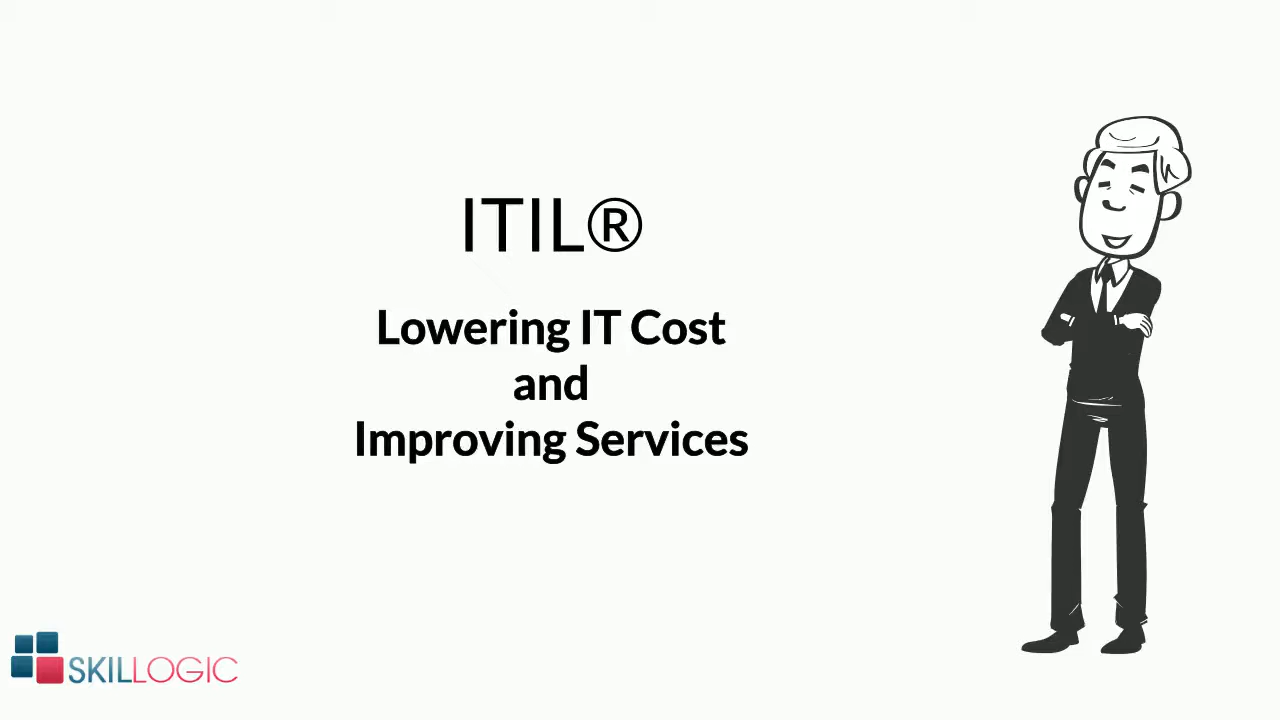 ITIL®
Lowering IT Cost
and
Improving Services
SKILLOGIC